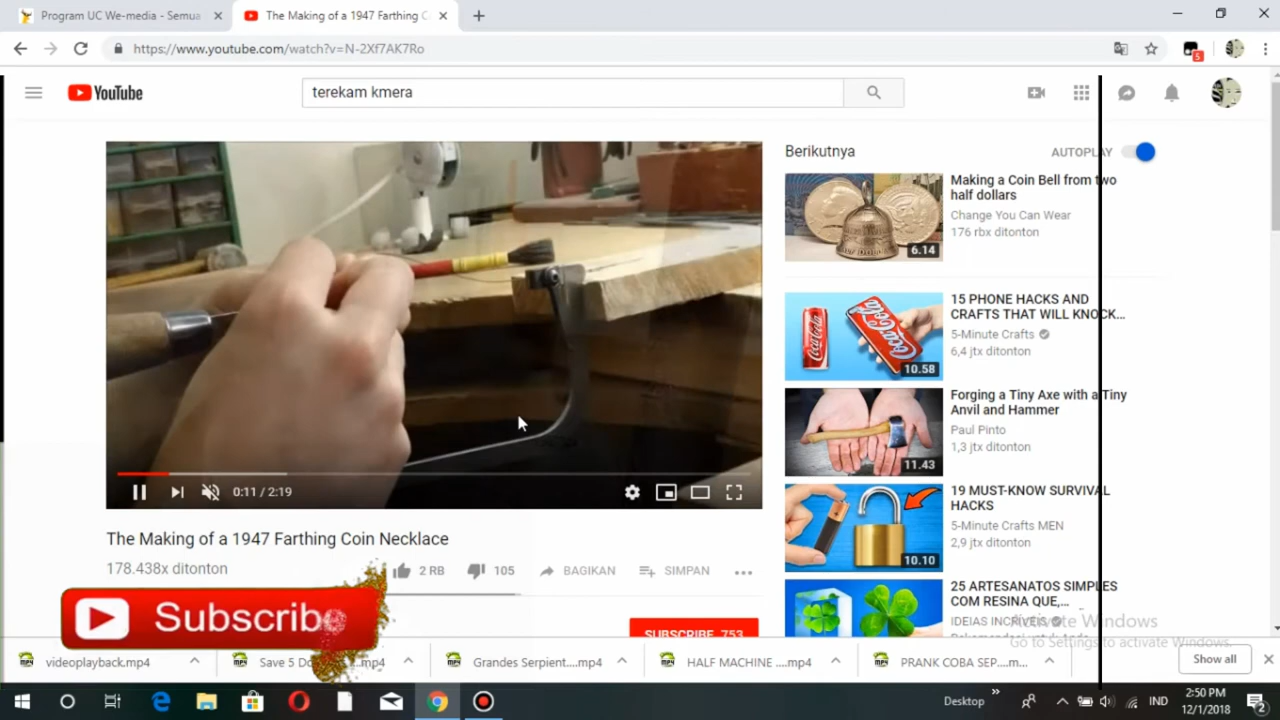 Program UC We-media - Semua
The Making of a 1947 Farthing C
https://www.youtube.com/watch?v=N-2Xf7AK7Ro
5
YouTube
terekam kmera
Berikutnya
AUTOPLAY
Making a Coin Bell from two
half dollars
Change You Can Wear
176 rbx ditonton
6.14
15 PHONE HACKS AND
CRAFTS THAT WILL KNOCK...
5-Minute Crafts
6,4 jtx ditonton
10.58
Forging a Tiny Axe with a Tiny
Anvil and Hammer
Paul Pinto
1,3 jtx ditonton
11.43
19 MUST-KNOW SURVIVAL
HACKS
5-Minute Crafts MEN
2,9 jtx ditonton
10.10
25 ARTESANATOS SIMPLES
COM RESINA QUE,...
IDEIAS INCRÍVEIS
0:11 / 2:19
The Making of a 1947 Farthing Coin Necklace
178.438x ditonton
2 RB
105
BAGIKAN
SIMPAN
Subscribe
SUBSCRIBE 753
Activate Windows
Go to Settings to activate Windows.
videoplayback.mp4
Save 5 Do
.mp4
Grandes Serpient....mp4
HALF MACHINE ....mp4
PRANK COBA SEP....m...
Show all
Desktop
IND
2:50 PM
12/1/2018
2